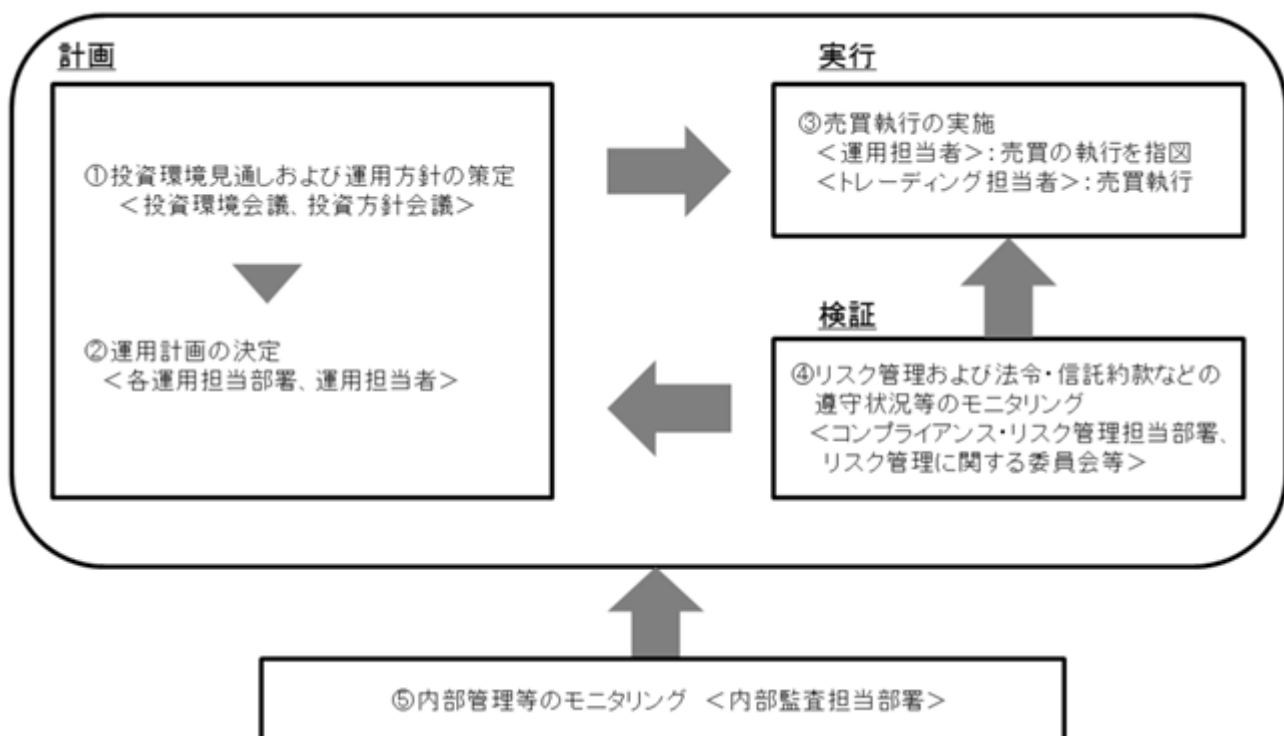 計画
①投資環境見通しおよび運用方針の策定
＜投資環境会議、投資方針会議＞
②運用計画の決定
＜各運用担当部署、運用担当者＞
実行
③売買執行の実施
＜運用担当者＞：売買の執行を指図
＜トレーディング担当者＞：売買執行
検証
④リスク管理および法令・信託約款などの
遵守状況等のモニタリング
＜コンプライアンス・リスク管理担当部署、
リスク管理に関する委員会等＞
⑤内部管理等のモニタリング ＜内部監査担当部署＞